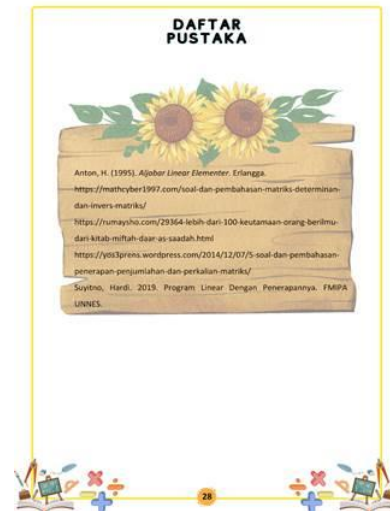 DAFTAR
PUSTAKA
Anton, H. (1995). Aljabar Linear Elementer. Erlangga.
https://mathcyber1997.com/soal-dan-pembahasan-matriks-determinan-
dan-invers-matriks/
https://rumaysho.com/29364-lebih-dari-100-keutamaan-orang-berilmu-
dari-kitab-miftah-daar-as-saadah.html
https://yos3prens.wordpress.com/2014/12/07/5-soal-dan-pembahasan-
penerapan-penjumlahan-dan-perkalian-matriks/
Suyitno, Hardi. 2019. Program Linear Dengan Penerapannya. FMIPA
UNNES.
28